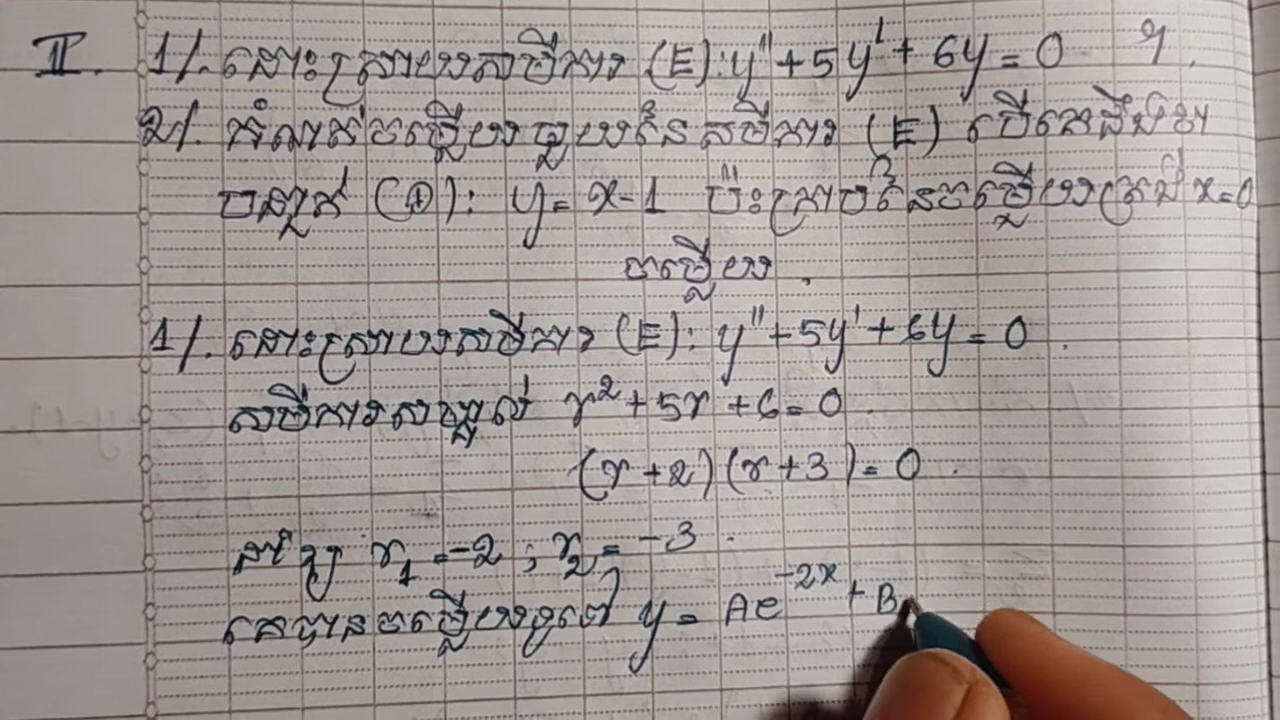 II. 1/. ដោះស្រាយសមីការ (E): y" + 5y' + 6y = 0 ។
2/. កំណត់ចម្លើយមួយនៃសមីការ (E) បើគេដឹងថា
បន្ទាត់ (D): y = x-1 ប៉ះក្រាបនៃចម្លើយត្រង់ x=0
ចម្លើយ
1/. ដោះស្រាយសមីការ (E): y" + 5y' + 6y = 0
សមីការសម្គាល់ r² + 5r + 6 = 0
(r + 2)(r + 3) = 0
នាំឱ្យ r₁ = -2 ; r₂ = -3
គេបានចម្លើយទូទៅ y = Ae⁻²ˣ + B